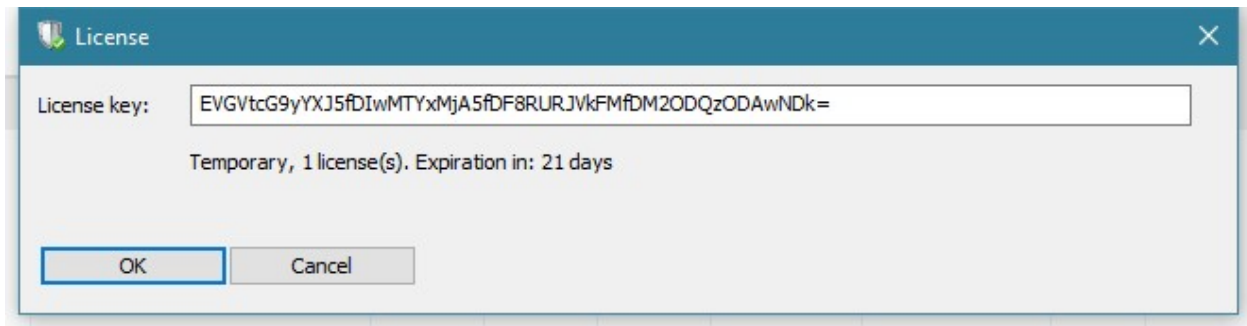 License
License key: EVGVtcG9yYXJ5fDIwMTYxMjA5fDF8RURJVkFMfDM2ODQzODAwNDk=
Temporary, 1 license(s). Expiration in: 21 days
OK Cancel